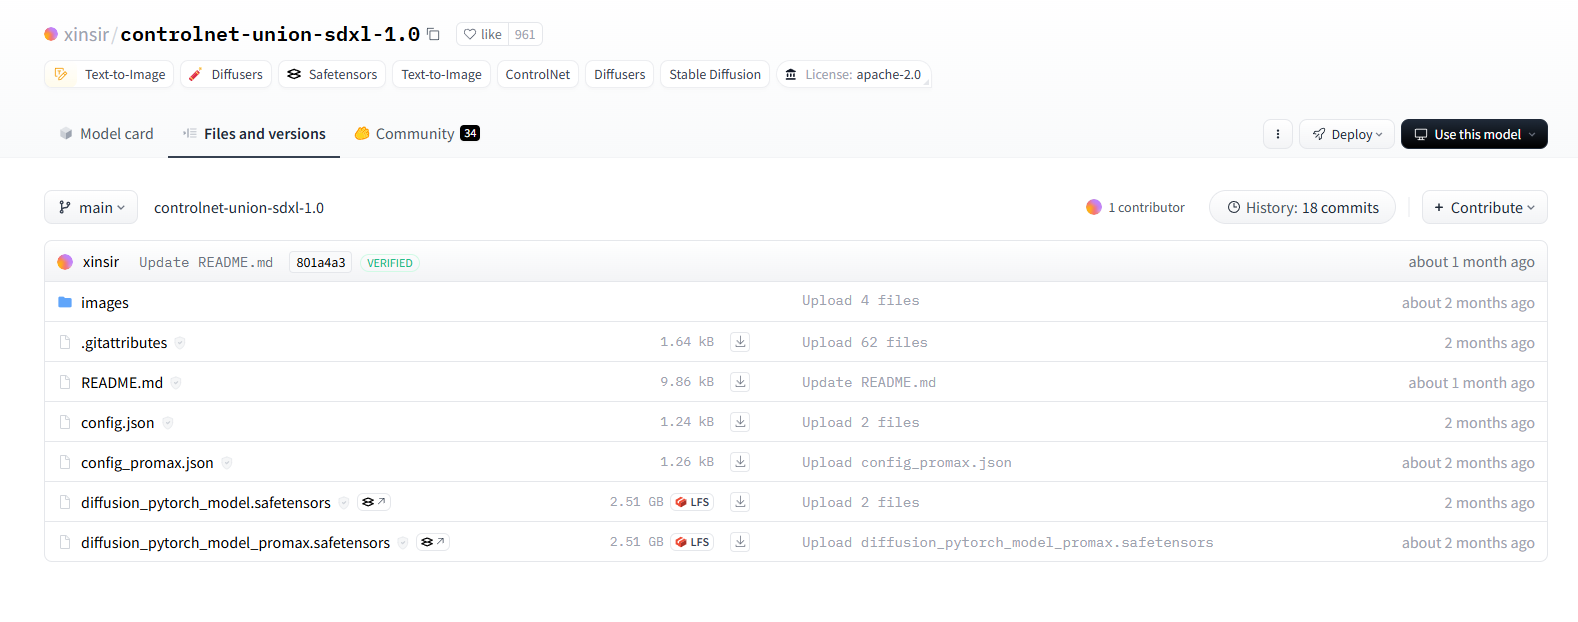 xinsir/controlnet-union-sdxl-1.0 like 961
Text-to-Image Diffusers Safetensors Text-to-Image ControlNet Diffusers Stable Diffusion License: apache-2.0
Model card Files and versions Community 34 Deploy Use this model
main controlnet-union-sdxl-1.0 1 contributor History: 18 commits + Contribute
xinsir Update README.md 801a4a3 VERIFIED about 1 month ago
images Upload 4 files about 2 months ago
.gitattributes 1.64 kB Upload 62 files 2 months ago
README.md 9.86 kB Update README.md about 1 month ago
config.json 1.24 kB Upload 2 files 2 months ago
config_promax.json 1.26 kB Upload config_promax.json about 2 months ago
diffusion_pytorch_model.safetensors 2.51 GB LFS Upload 2 files 2 months ago
diffusion_pytorch_model_promax.safetensors 2.51 GB LFS Upload diffusion_pytorch_model_promax.safetensors about 2 months ago